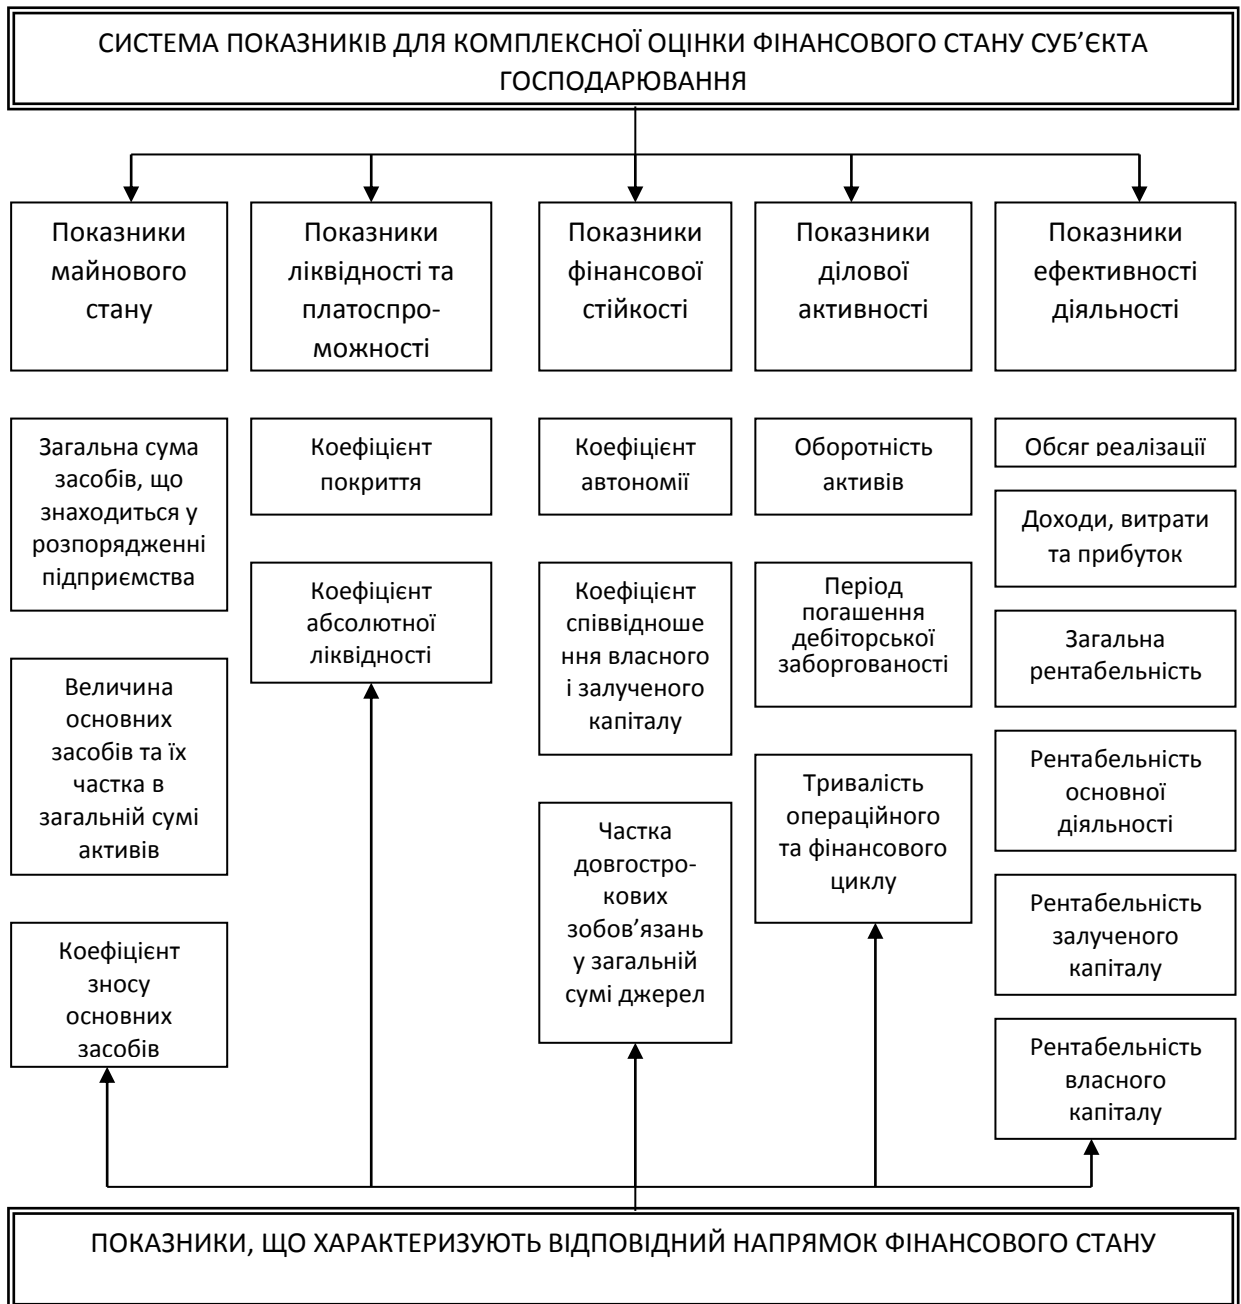 СИСТЕМА ПОКАЗНИКІВ ДЛЯ КОМПЛЕКСНОЇ ОЦІНКИ ФІНАНСОВОГО СТАНУ СУБ’ЄКТА
ГОСПОДАРЮВАННЯ
Показники
майнового
стану
Показники
ліквідності та
платоспро-
можності
Показники
фінансової
стійкості
Показники
ділової
активності
Показники
ефективності
діяльності
Загальна сума
засобів, що
знаходиться у
розпорядженні
підприємства
Величина
основних
засобів та їх
частка в
загальній сумі
активів
Коефіцієнт
зносу
основних
засобів
Коефіцієнт
покриття
Коефіцієнт
абсолютної
ліквідності
Коефіцієнт
автономії
Коефіцієнт
співвідноше
ння власного
і залученого
капіталу
Частка
довгостро-
кових
зобов’язань
у загальній
сумі джерел
Оборотність
активів
Період
погашення
дебіторської
заборгованості
Тривалість
операційного
та фінансового
циклу
Обсяг реалізації
Доходи, витрати
та прибуток
Загальна
рентабельність
Рентабельність
основної
діяльності
Рентабельність
залученого
капіталу
Рентабельність
власного
капіталу
ПОКАЗНИКИ, ЩО ХАРАКТЕРИЗУЮТЬ ВІДПОВІДНИЙ НАПРЯМОК ФІНАНСОВОГО СТАНУ